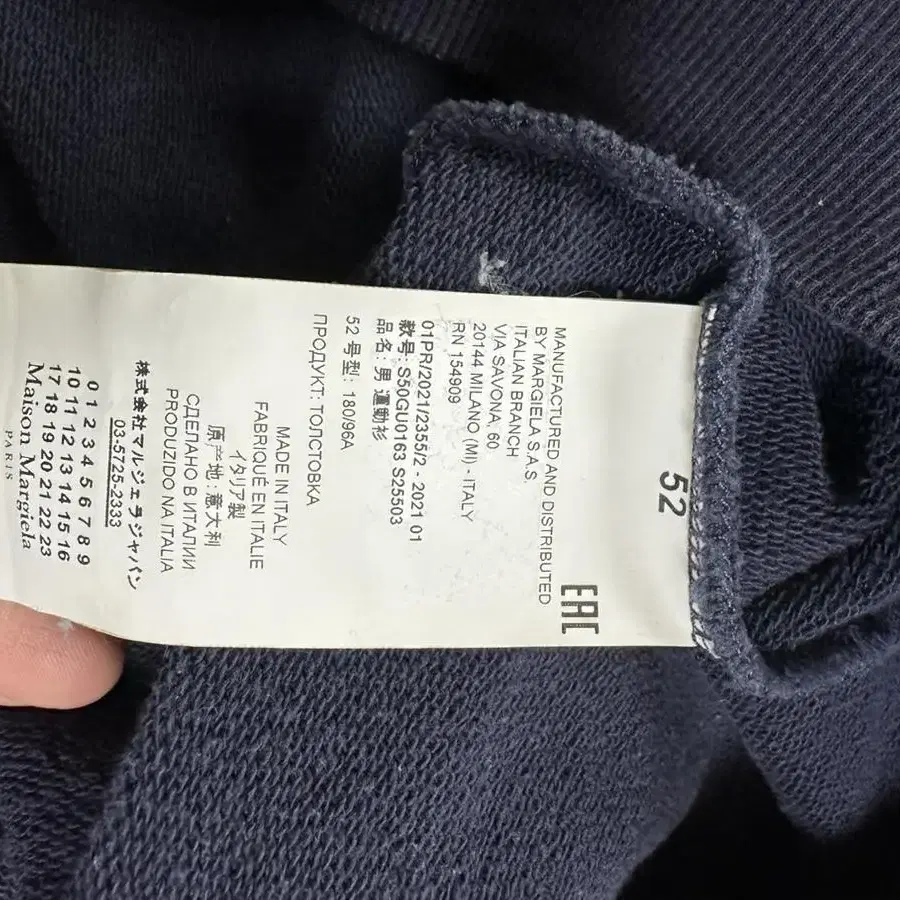 52
EAC
MANUFACTURED AND DISTRIBUTED
BY MARGIELA S.A.S.
ITALIAN BRANCH
VIA SAVONA, 60
20144 MILANO (MI) - ITALY
RN 154909
01PR/2021/2355/2 - 2021 01
款号: S50GU0163 S25503
品名: 男 運動衫
52 号型: 180/96A
ПРОДУКТ: ТОЛСТОВКА
MADE IN ITALY
FABRIQUÉ EN ITALIE
イタリア製
原产地: 意大利
СДЕЛАНО В ИТАЛИИ
PRODUZIDO NA ITALIA
株式会社マルジェラジャパン
03-5725-2333
0 1 2 3 4 5 6 7 8 9
10 11 12 13 14 15 16
17 18 19 20 21 22 23
Maison Margiela
PARIS